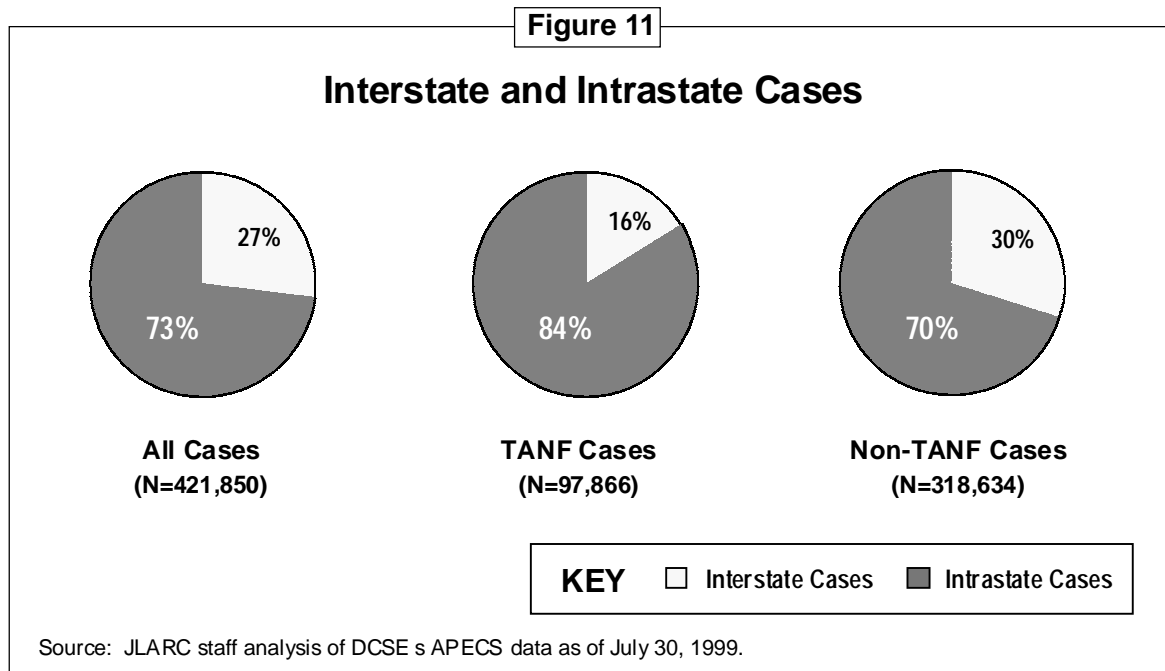 Figure 11
Interstate and Intrastate Cases
27%
73%
16%
84%
30%
70%
All Cases
(N=421,850)
TANF Cases
(N=97,866)
Non-TANF Cases
(N=318,634)
KEY Interstate Cases Intrastate Cases
Source: JLARC staff analysis of DCSE s APECS data as of July 30, 1999.